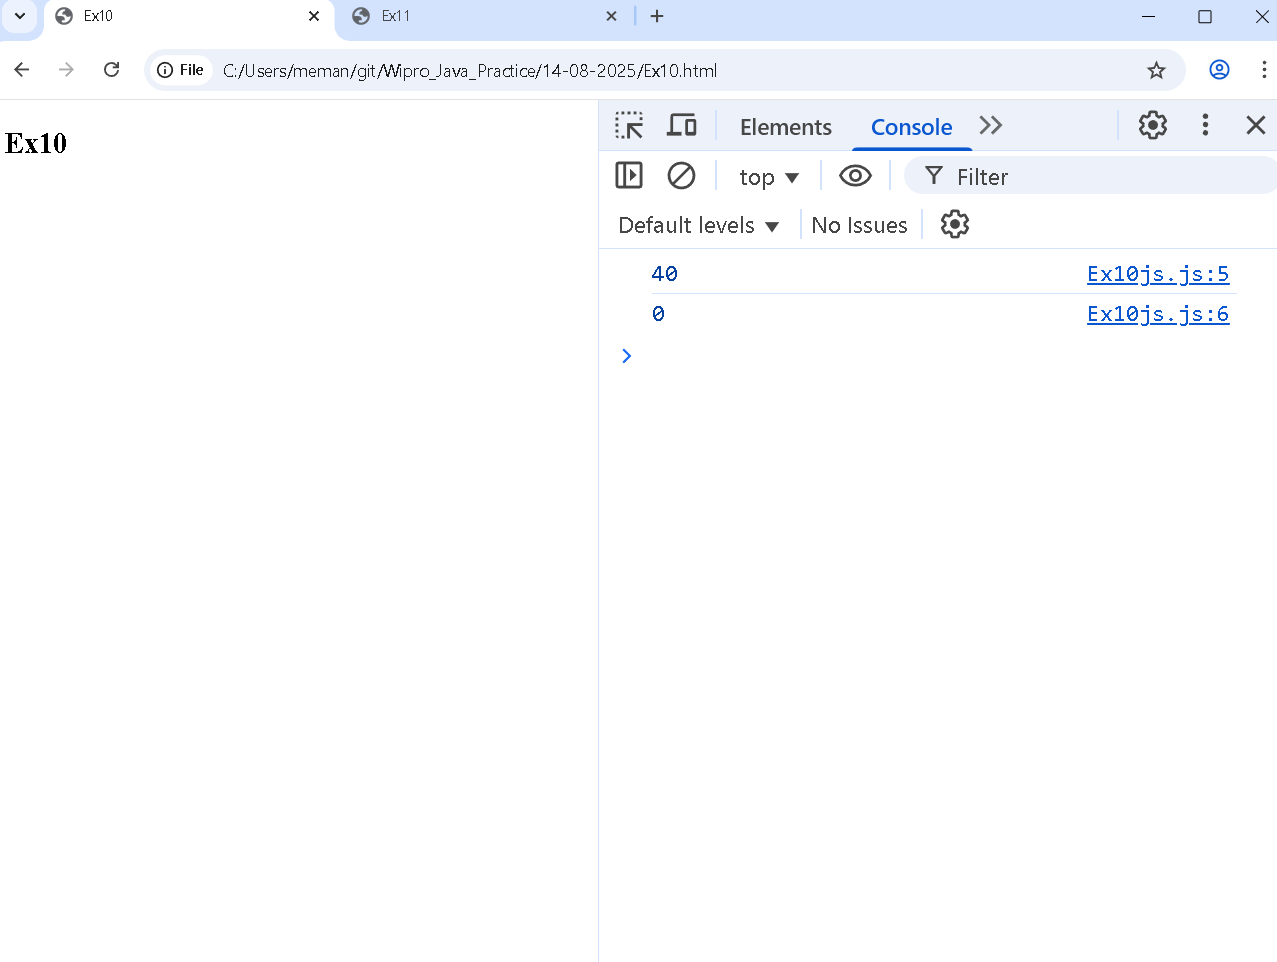 Ex10
Ex11
File C:/Users/meman/git/Wipro_Java_Practice/14-08-2025/Ex10.html
Ex10
Elements Console
top Filter
Default levels No Issues
40 Ex10js.js:5
0 Ex10js.js:6